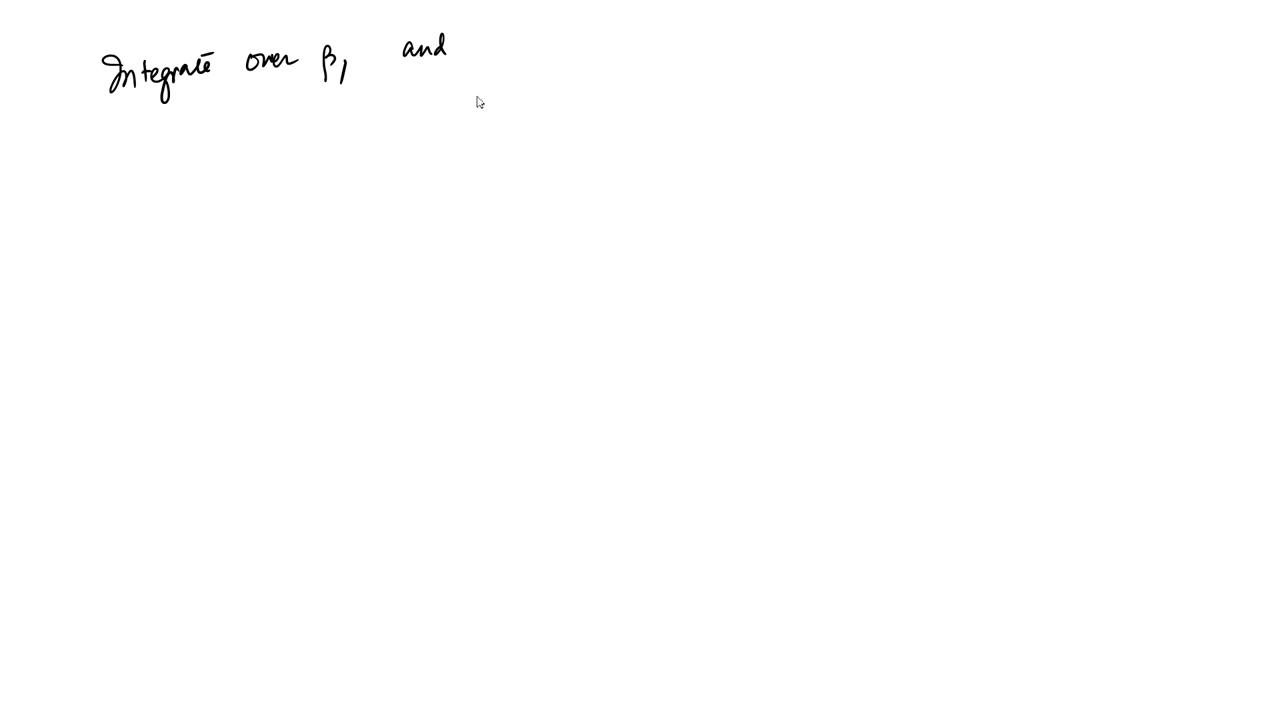 Integrate over β, and